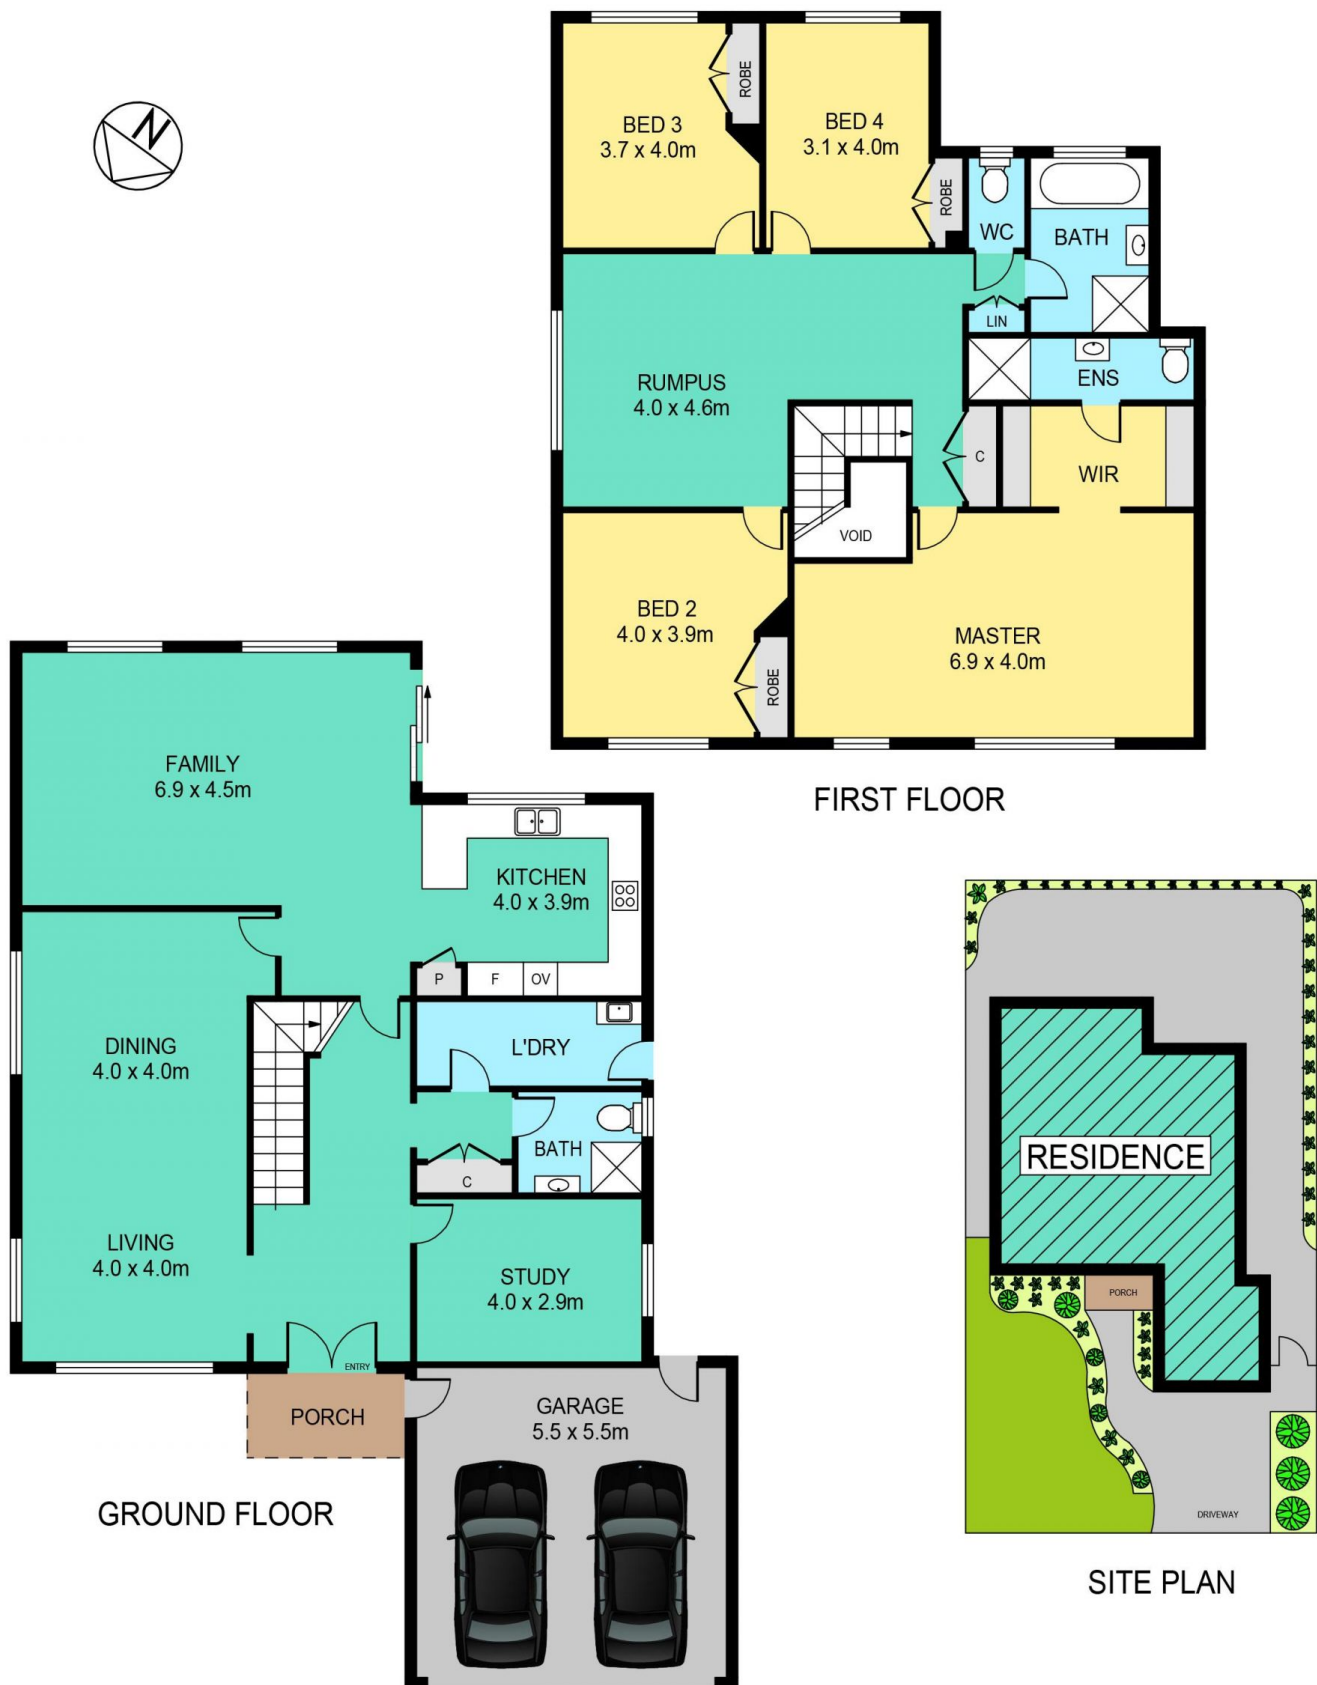 N
BED 3
3.7 x 4.0m
ROBE
BED 4
3.1 x 4.0m
ROBE
WC
BATH
LIN
RUMPUS
4.0 x 4.6m
ENS
C
WIR
VOID
BED 2
4.0 x 3.9m
ROBE
MASTER
6.9 x 4.0m
FIRST FLOOR
FAMILY
6.9 x 4.5m
KITCHEN
4.0 x 3.9m
P
F
OV
DINING
4.0 x 4.0m
L'DRY
BATH
C
LIVING
4.0 x 4.0m
STUDY
4.0 x 2.9m
ENTRY
PORCH
GARAGE
5.5 x 5.5m
GROUND FLOOR
RESIDENCE
PORCH
DRIVEWAY
SITE PLAN